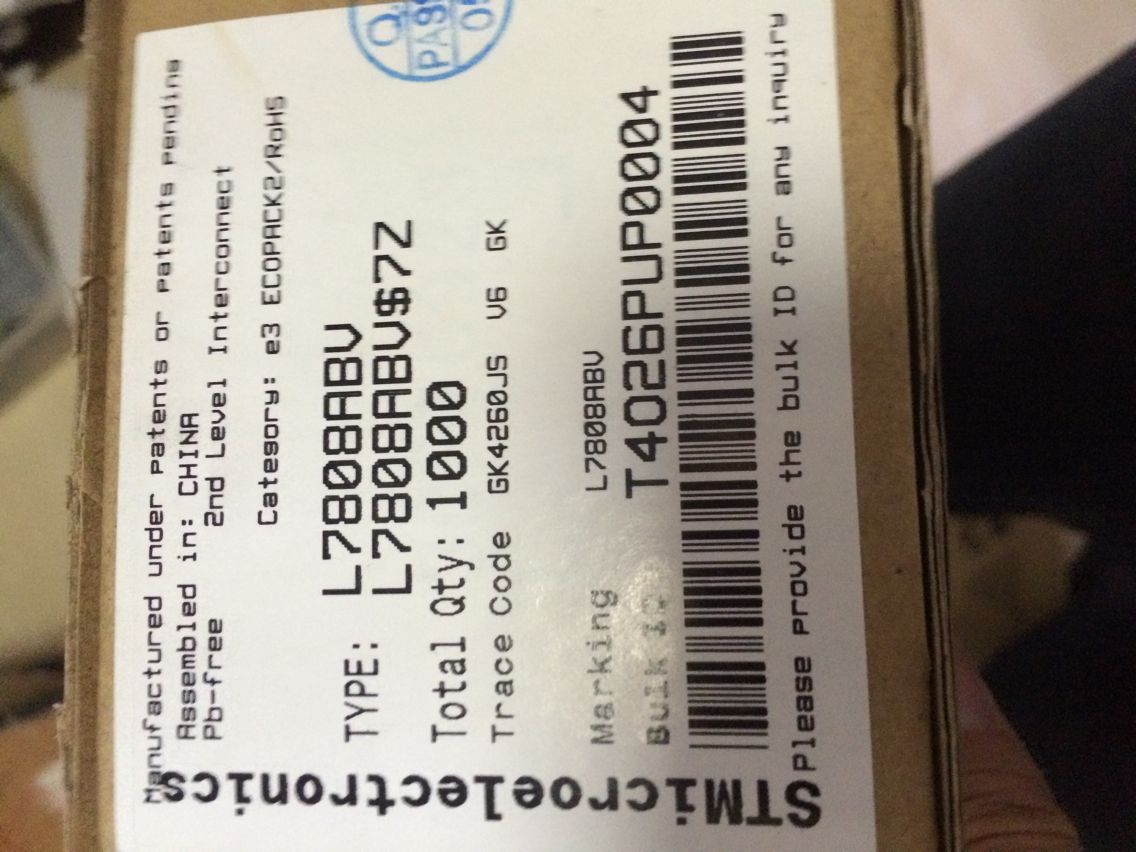 Manufactured under patents or patents pending
Assembled in: CHINA
Pb-free 2nd Level Interconnect
Category: e3 ECOPACK2/RoHS
TYPE: L7808ABV
L7808ABV$7Z
Total Qty: 1000
Trace Code GK4260JS V6 GK
Marking L7808ABV
Bulk ID T4026PUP0004
Please provide the bulk ID for any inquiry
STMicroelectronics